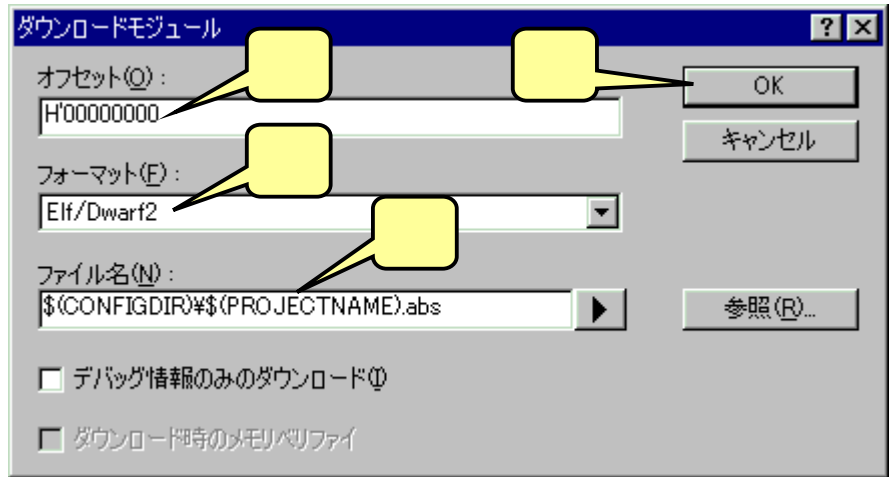 ダウンロードモジュール
オフセット(O) :
H'00000000
OK
キャンセル
フォーマット(F) :
Elf/Dwarf2
ファイル名(N) :
$(CONFIGDIR)¥$(PROJECTNAME).abs
参照(R)...
デバッグ情報のみのダウンロード(I)
ダウンロード時のメモリベリファイ